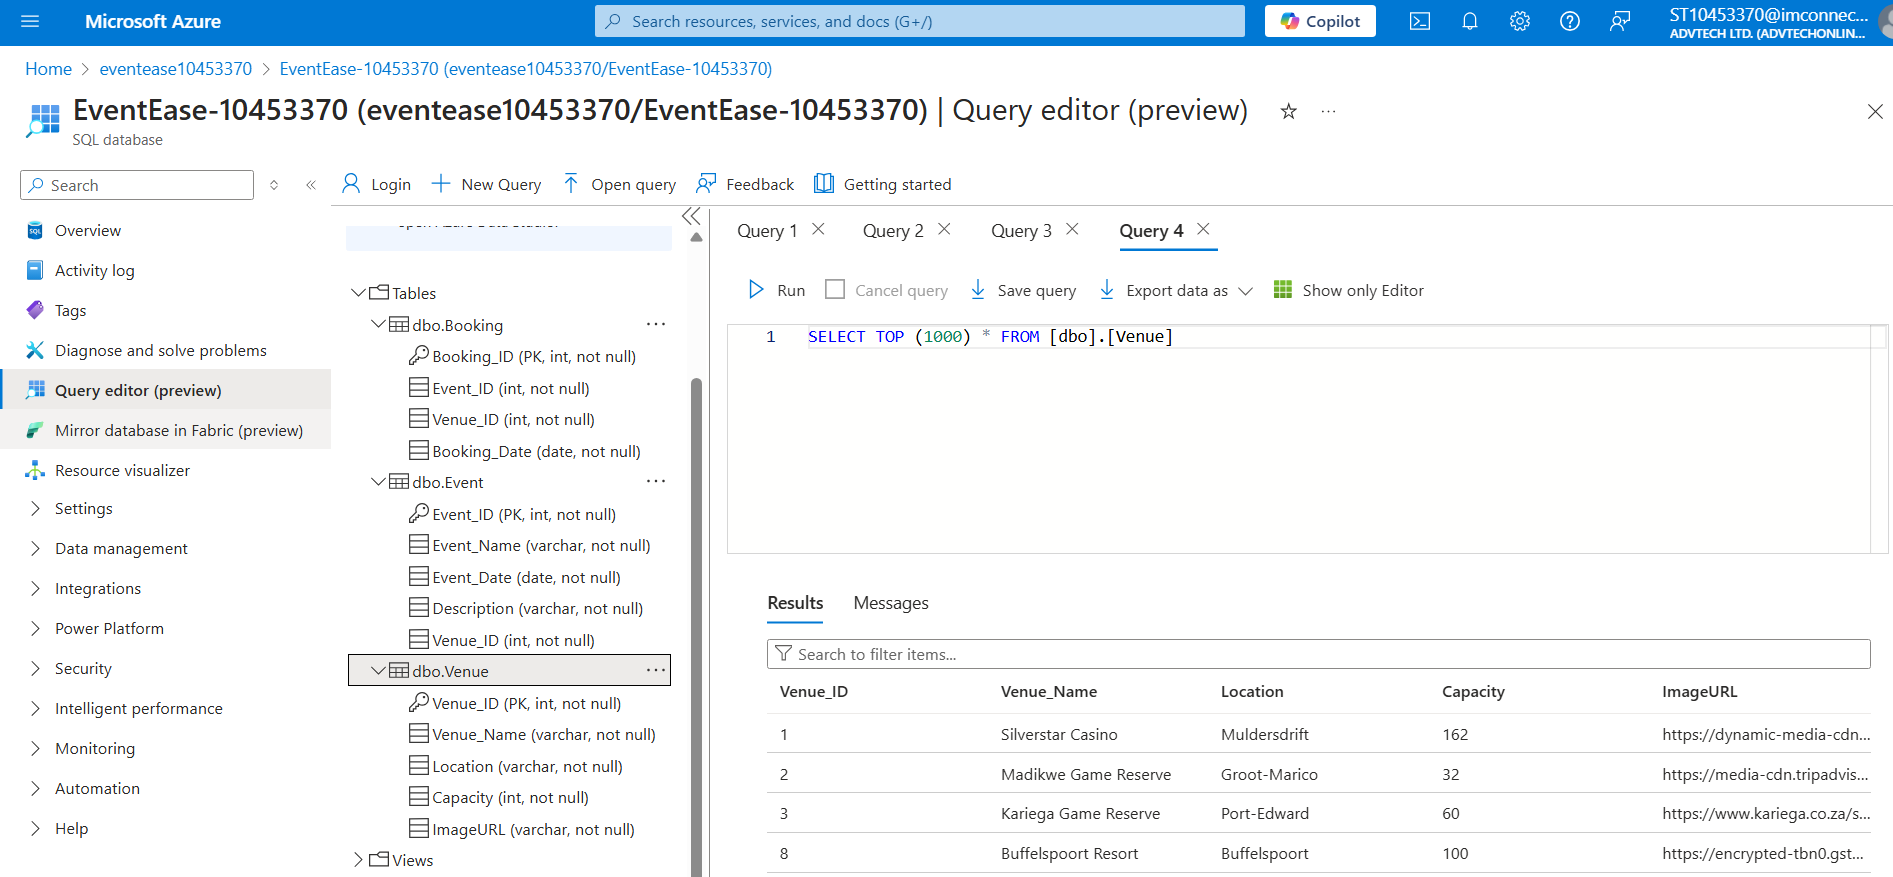 Microsoft Azure
Search resources, services, and docs (G+/)
Copilot
ST10453370@imconnec...
ADVTECH LTD. (ADVTECHONLIN...
Home > eventease10453370 > EventEase-10453370 (eventease10453370/EventEase-10453370)
EventEase-10453370 (eventease10453370/EventEase-10453370) | Query editor (preview)
SQL database
Search
Login
New Query
Open query
Feedback
Getting started
Overview
Activity log
Tags
Diagnose and solve problems
Query editor (preview)
Mirror database in Fabric (preview)
Resource visualizer
Settings
Data management
Integrations
Power Platform
Security
Intelligent performance
Monitoring
Automation
Help
Tables
dbo.Booking
Booking_ID (PK, int, not null)
Event_ID (int, not null)
Venue_ID (int, not null)
Booking_Date (date, not null)
dbo.Event
Event_ID (PK, int, not null)
Event_Name (varchar, not null)
Event_Date (date, not null)
Description (varchar, not null)
Venue_ID (int, not null)
dbo.Venue
Venue_ID (PK, int, not null)
Venue_Name (varchar, not null)
Location (varchar, not null)
Capacity (int, not null)
ImageURL (varchar, not null)
Views
Query 1 Query 2 Query 3 Query 4
Run Cancel query Save query Export data as Show only Editor
1 SELECT TOP (1000) * FROM [dbo].[Venue]
Results Messages
Search to filter items...
Venue_ID Venue_Name Location Capacity ImageURL
1 Silverstar Casino Muldersdrift 162 https://dynamic-media-cdn...
2 Madikwe Game Reserve Groot-Marico 32 https://media-cdn.tripadvis...
3 Kariega Game Reserve Port-Edward 60 https://www.kariega.co.za/s...
8 Buffelspoort Resort Buffelspoort 100 https://encrypted-tbn0.gst...